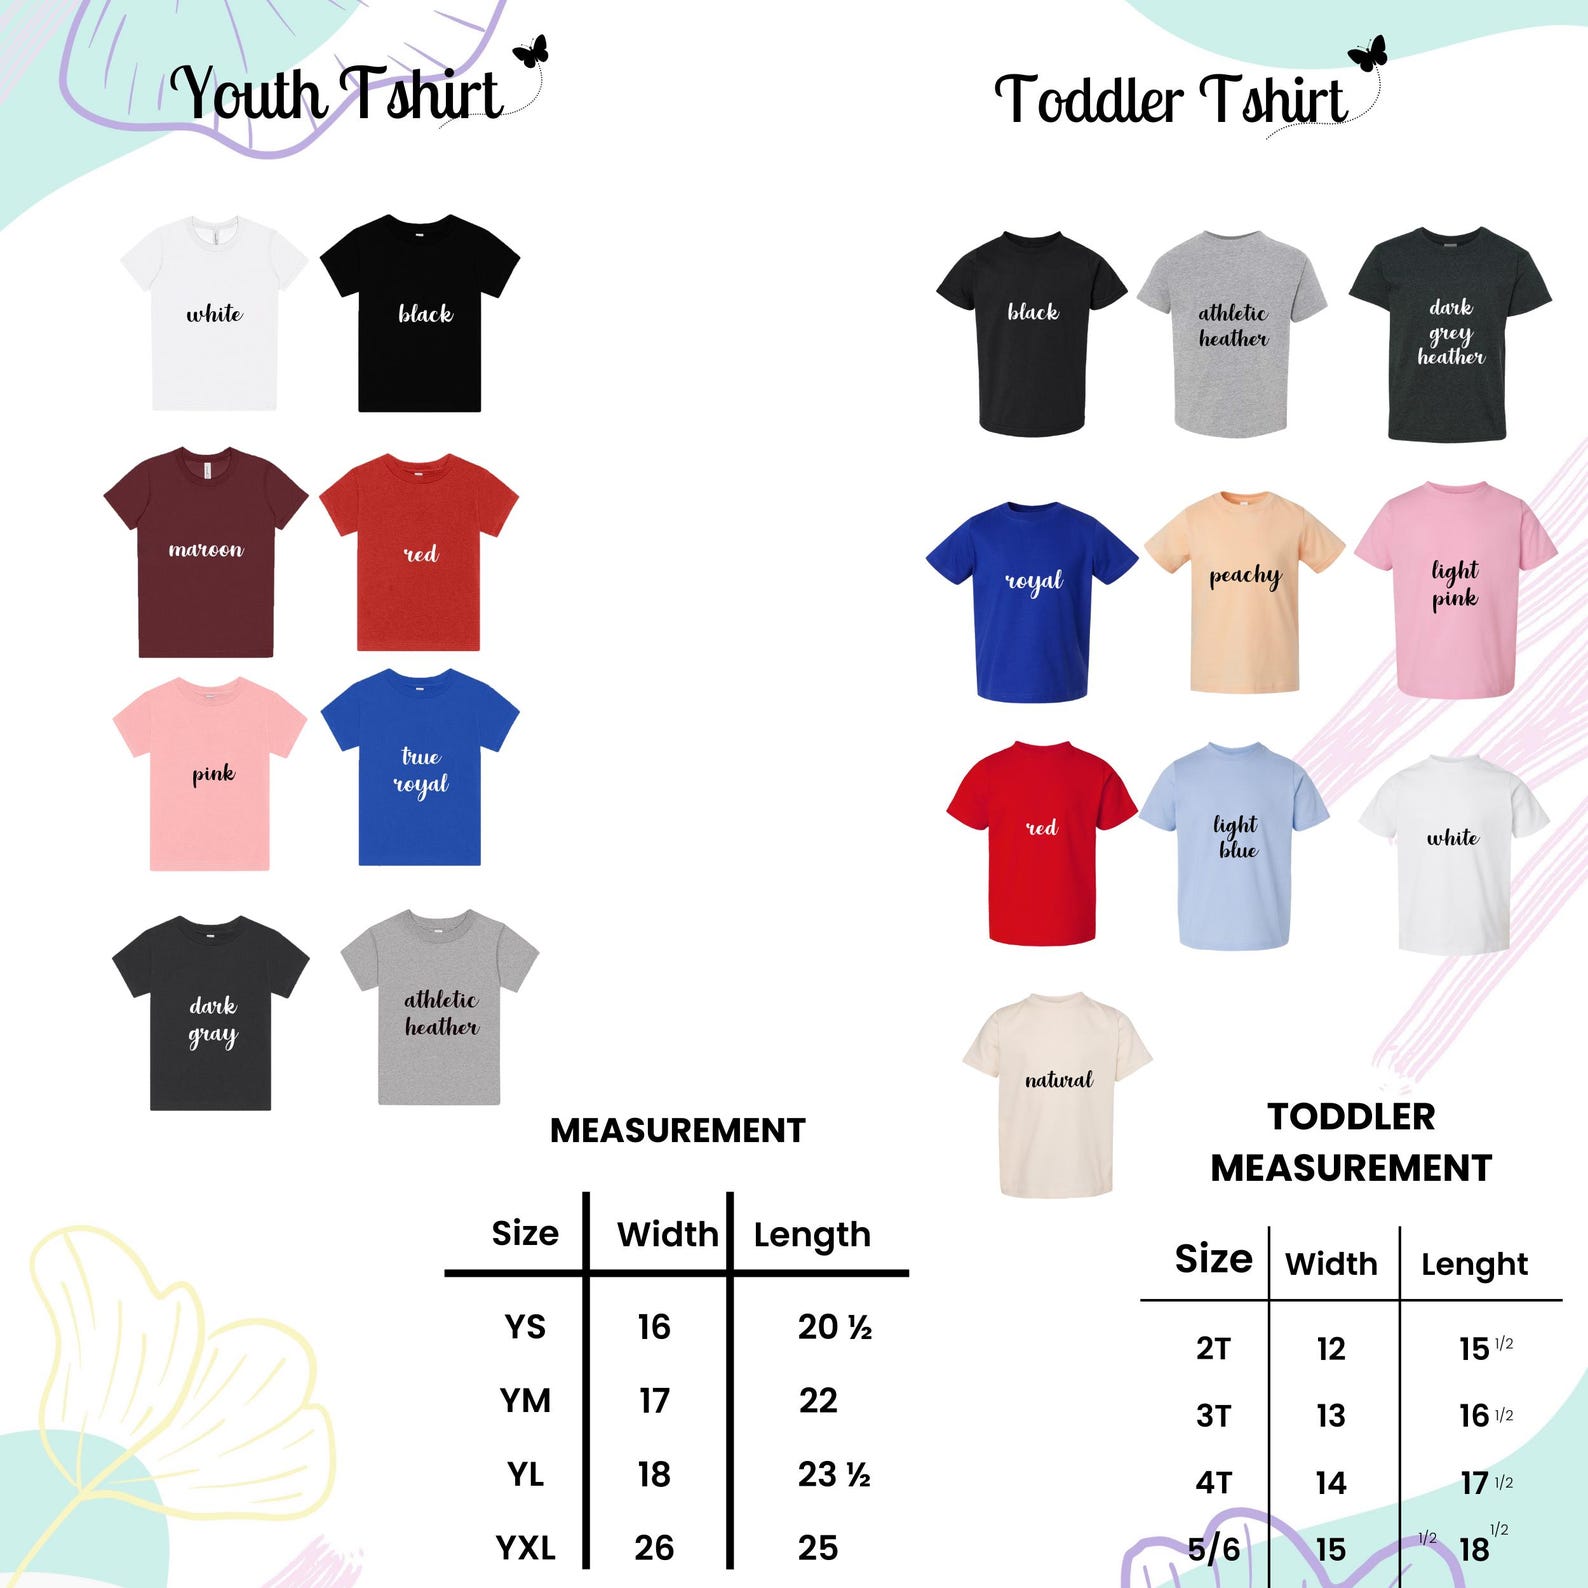 Youth Tshirt
white
black
maroon
red
pink
true
royal
dark
gray
athletic
heather
MEASUREMENT
Size Width Length
YS 16 20 ½
YM 17 22
YL 18 23 ½
YXL 26 25
Toddler Tshirt
black
athletic
heather
dark
grey
heather
royal
peachy
light
pink
red
light
blue
white
natural
TODDLER
MEASUREMENT
Size Width Lenght
2T 12 15 1/2
3T 13 16 1/2
4T 14 17 1/2
5/6 15 1/2 18 1/2